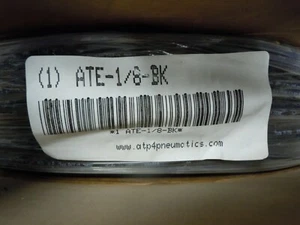 (1) ATE-1/8-BK
*1 ATE-1/8-BK*
www.atp4pneumatics.com